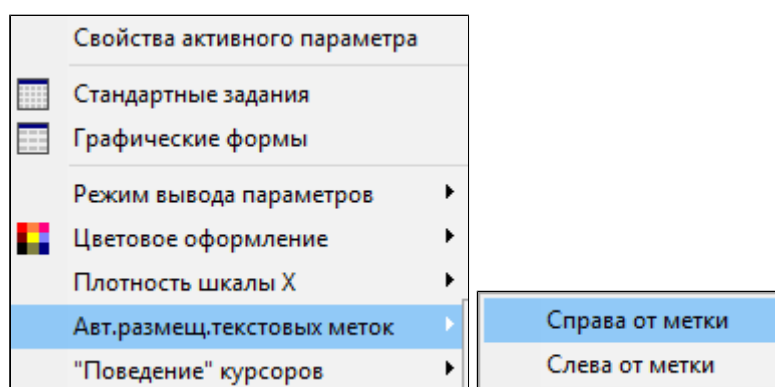 Свойства активного параметра
Стандартные задания
Графические формы
Режим вывода параметров
Цветовое оформление
Плотность шкалы X
Авт.размещ.текстовых меток
Справа от метки
"Поведение" курсоров
Слева от метки